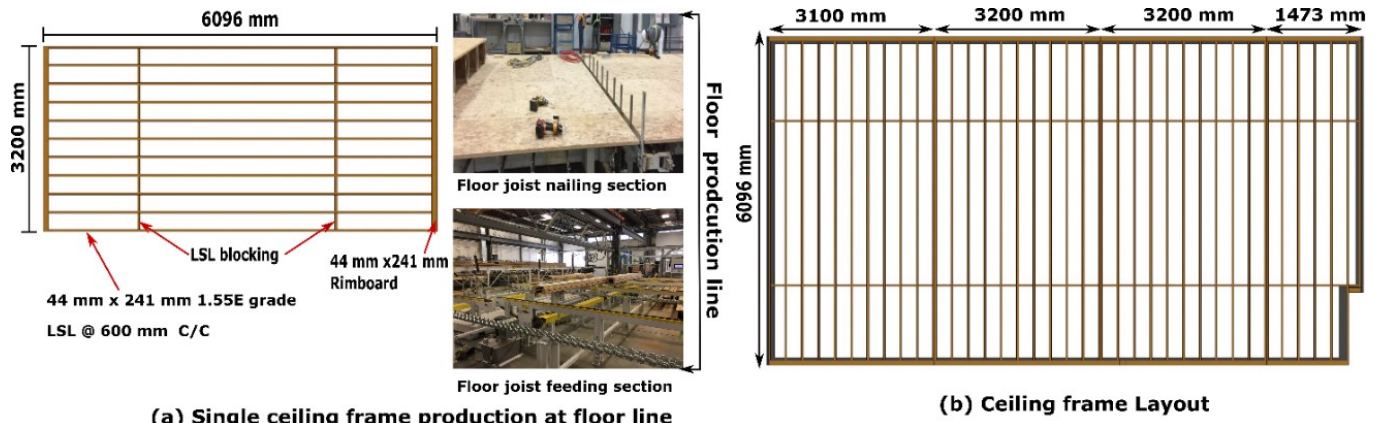 6096 mm
3200 mm
LSL blocking
44 mm x241 mm
Rimboard
44 mm x 241 mm 1.55E grade
LSL @ 600 mm C/C
Floor joist nailing section
Floor joist feeding section
Floor prodcution line
(a) Single ceiling frame production at floor line
3100 mm
3200 mm
3200 mm
1473 mm
6096 mm
(b) Ceiling frame Layout